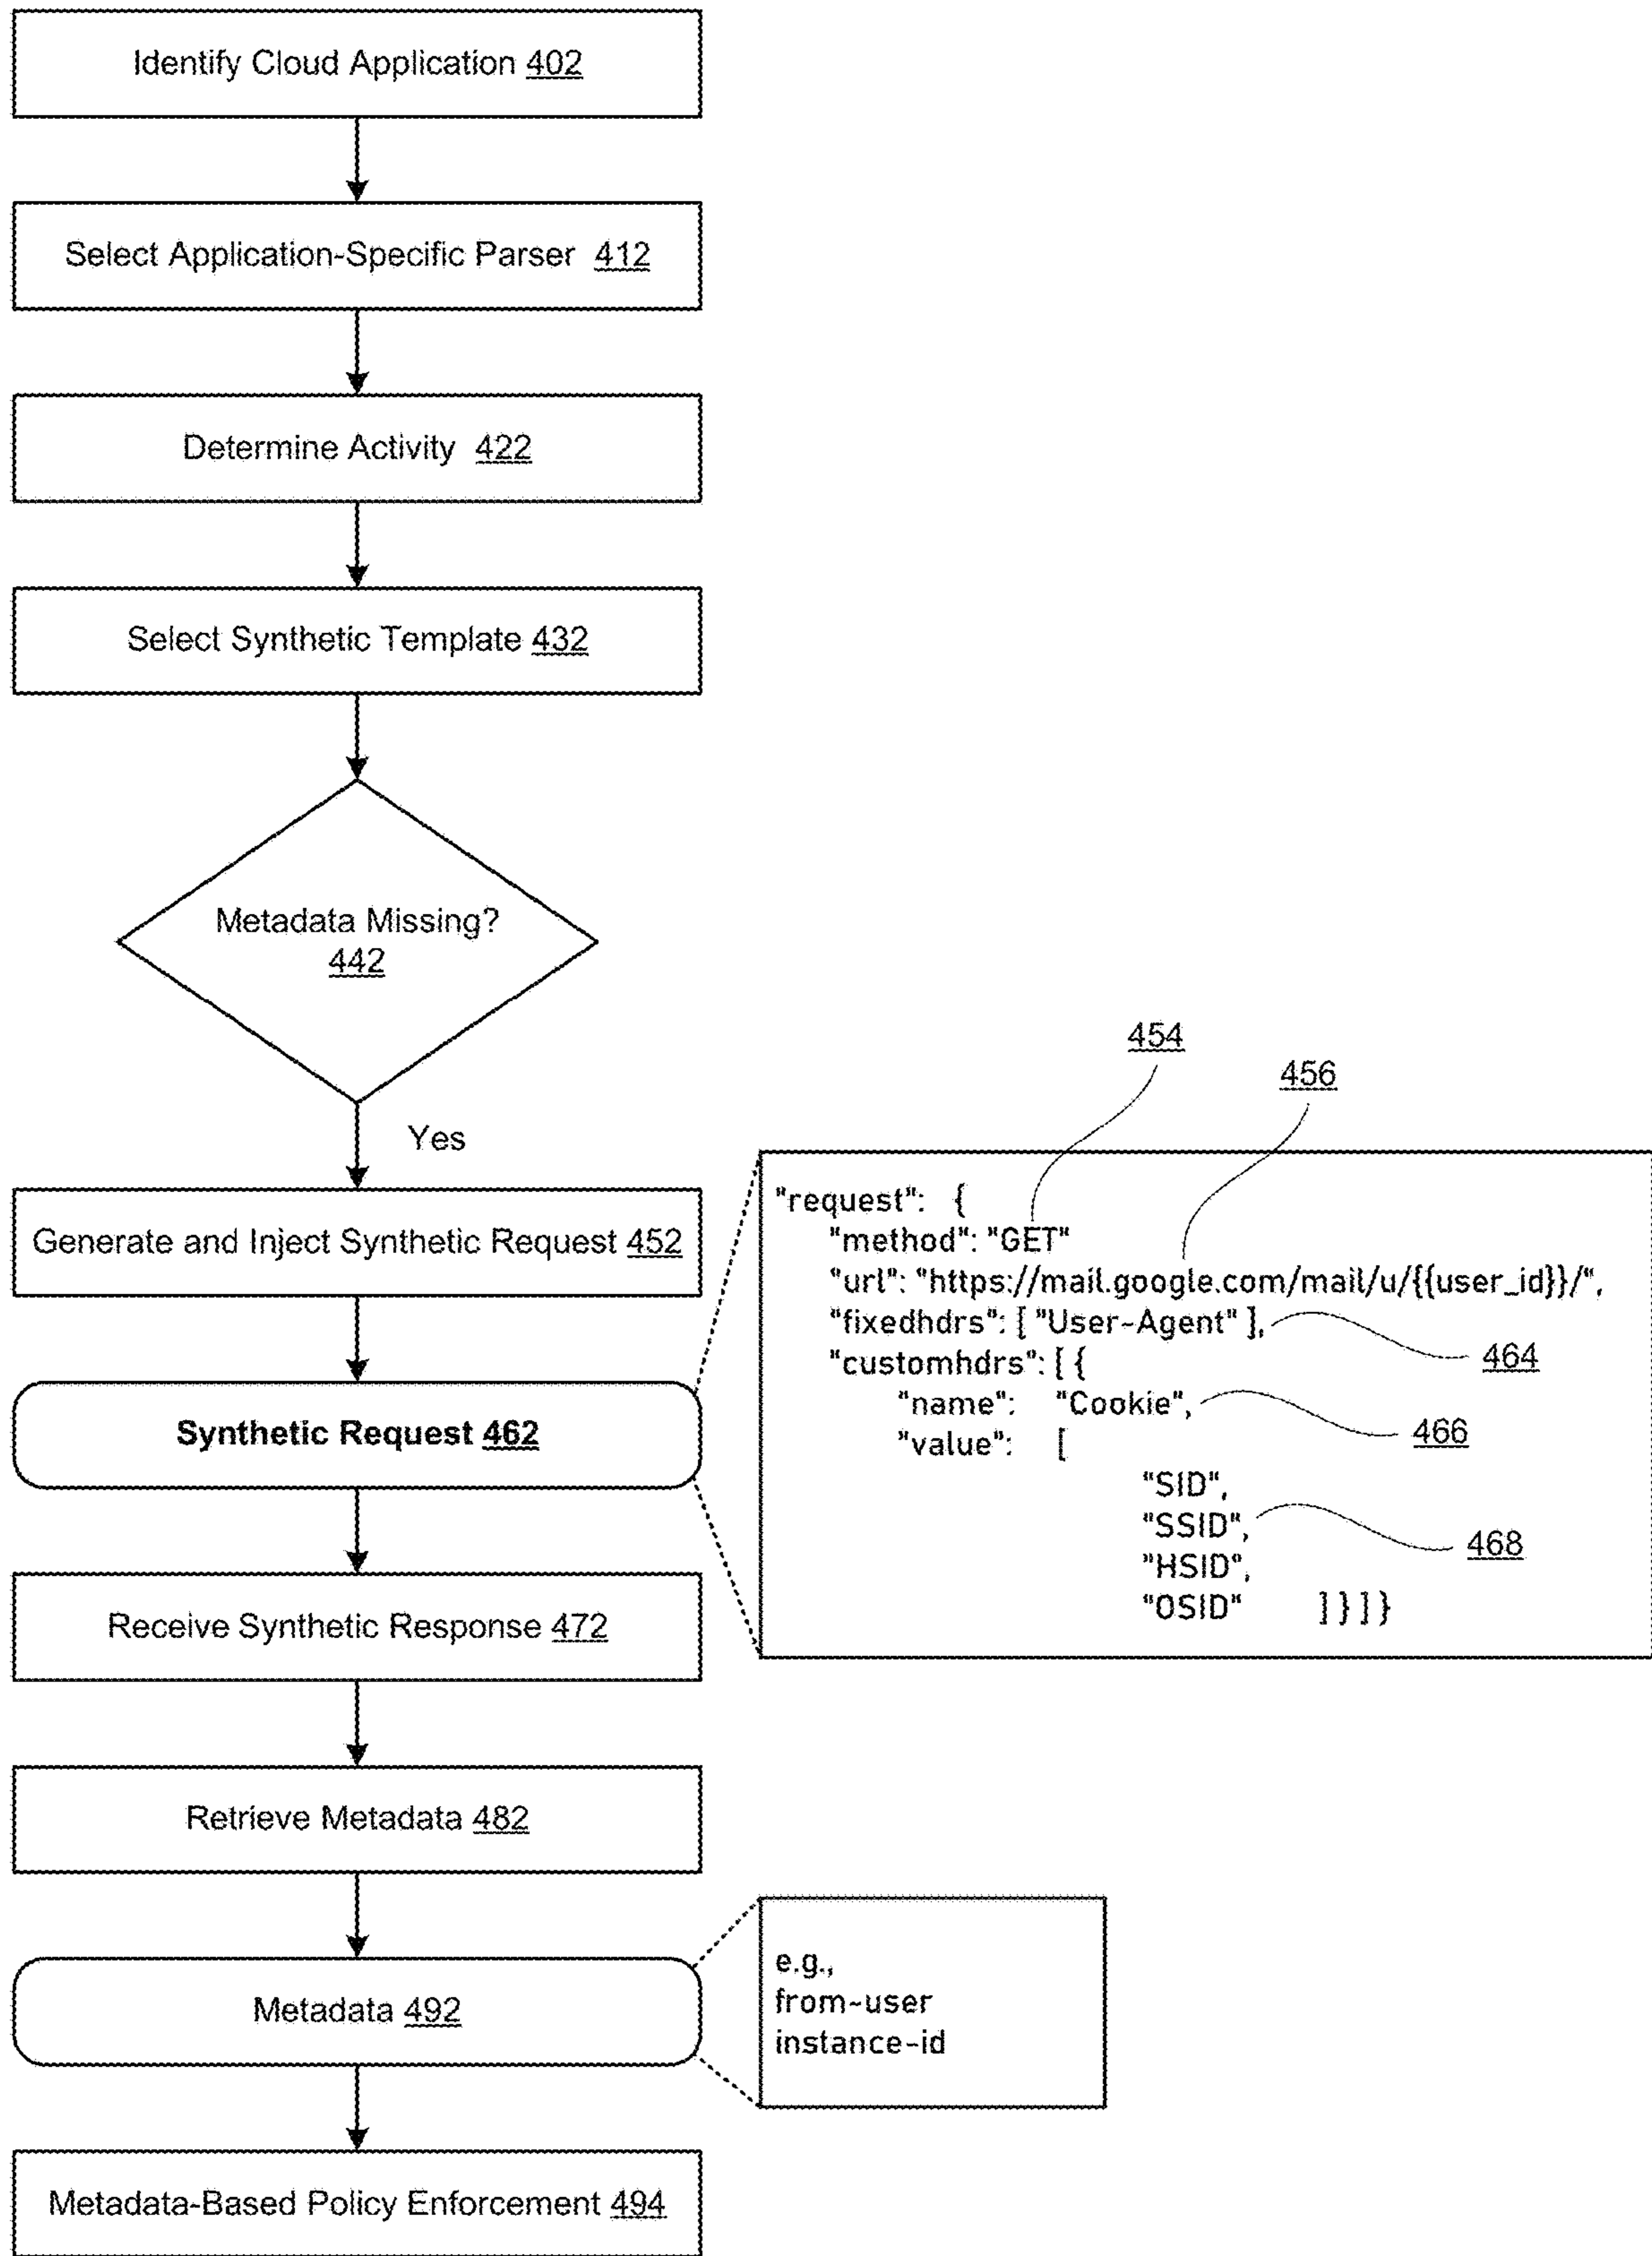 Identify Cloud Application 402
Select Application-Specific Parser 412
Determine Activity 422
Select Synthetic Template 432
Metadata Missing?
442
Yes
Generate and Inject Synthetic Request 452
Synthetic Request 462
454
456
"request": {
"method": "GET"
"url": "https://mail.google.com/mail/u/{{user_id}}/",
"fixedhdrs": [ "User-Agent" ],
464
"customhdrs": [ {
"name": "Cookie",
466
"value": [
"SID",
"SSID",
468
"HSID",
"OSID" ] } ] }
Receive Synthetic Response 472
Retrieve Metadata 482
Metadata 492
e.g.,
from-user
instance-id
Metadata-Based Policy Enforcement 494